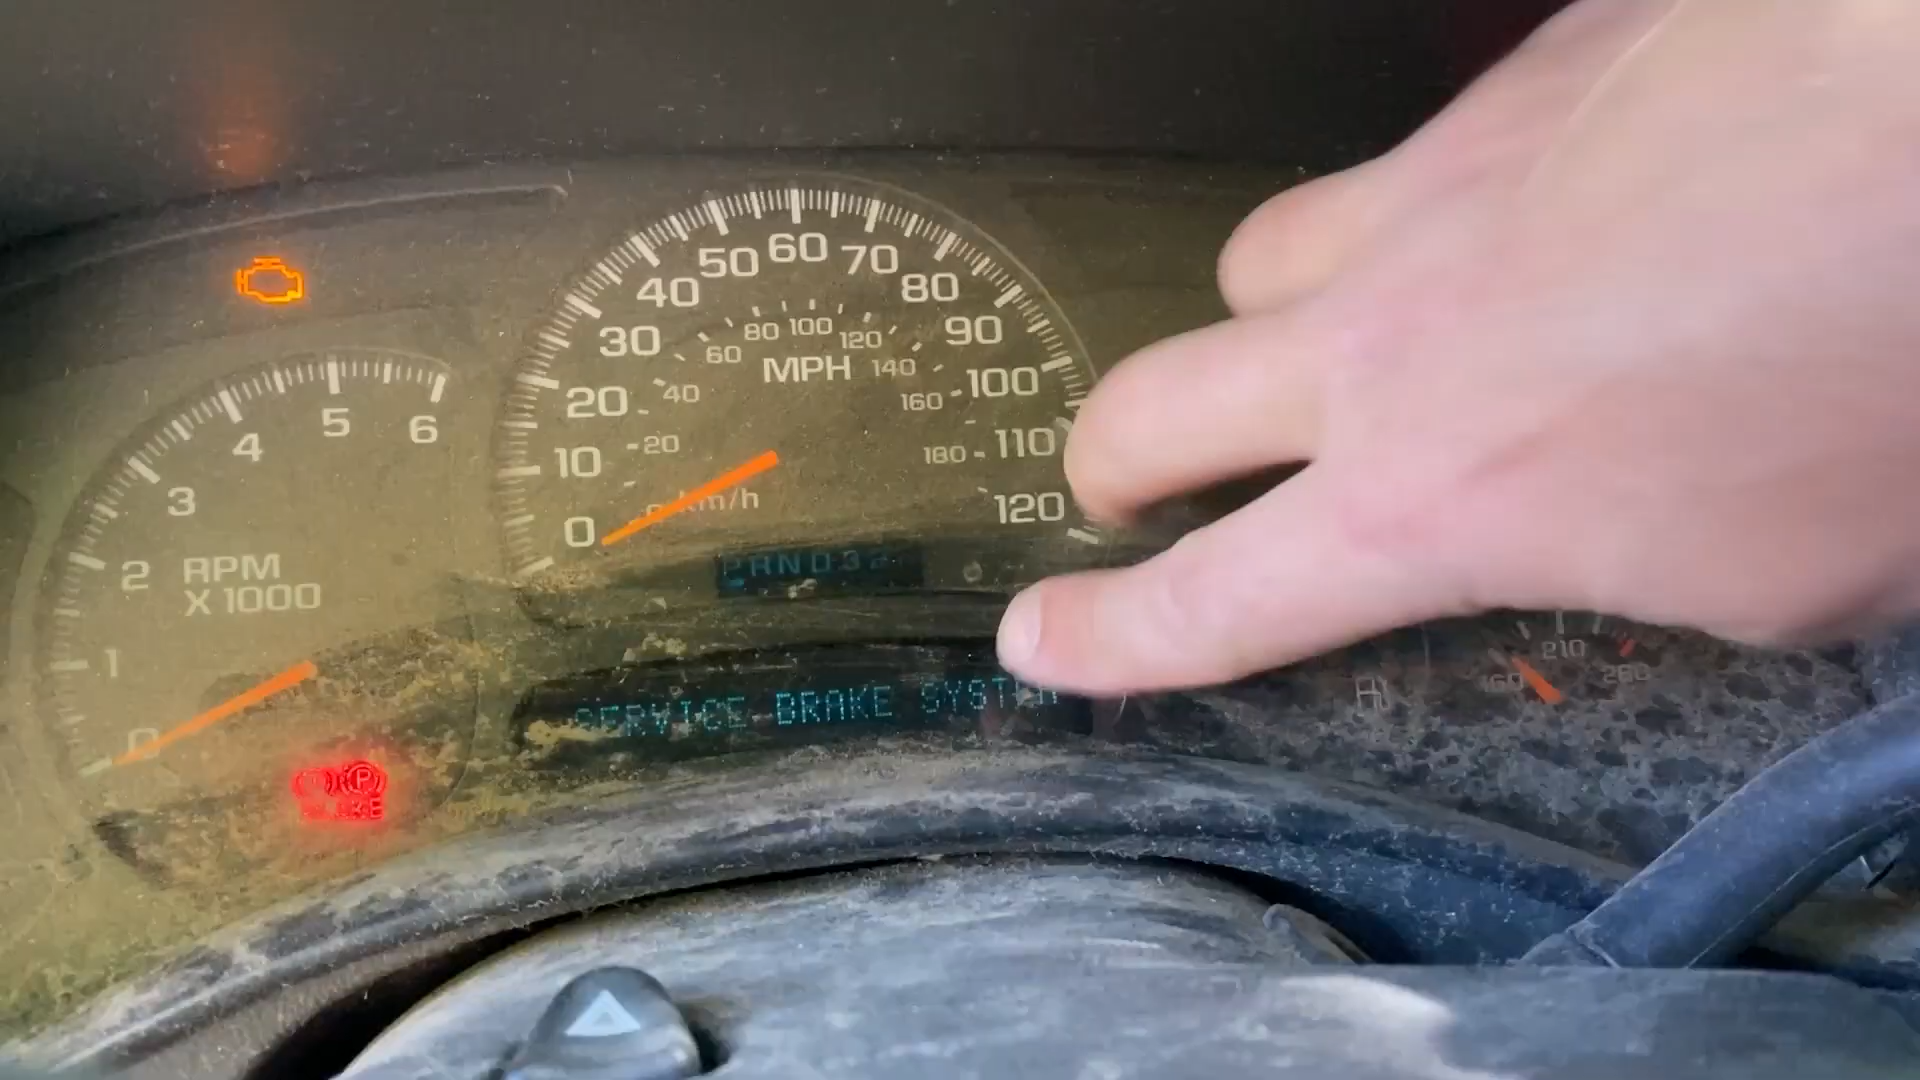 50 60 70
40 80
30 80 100 120 90
60 MPH 140
20 40 160 100
10 20 180 110
0 km/h 120
5 6
4
3
2 RPM
X 1000
1
0
PRND32
SERVICE BRAKE SYSTEM
P
210
160 280